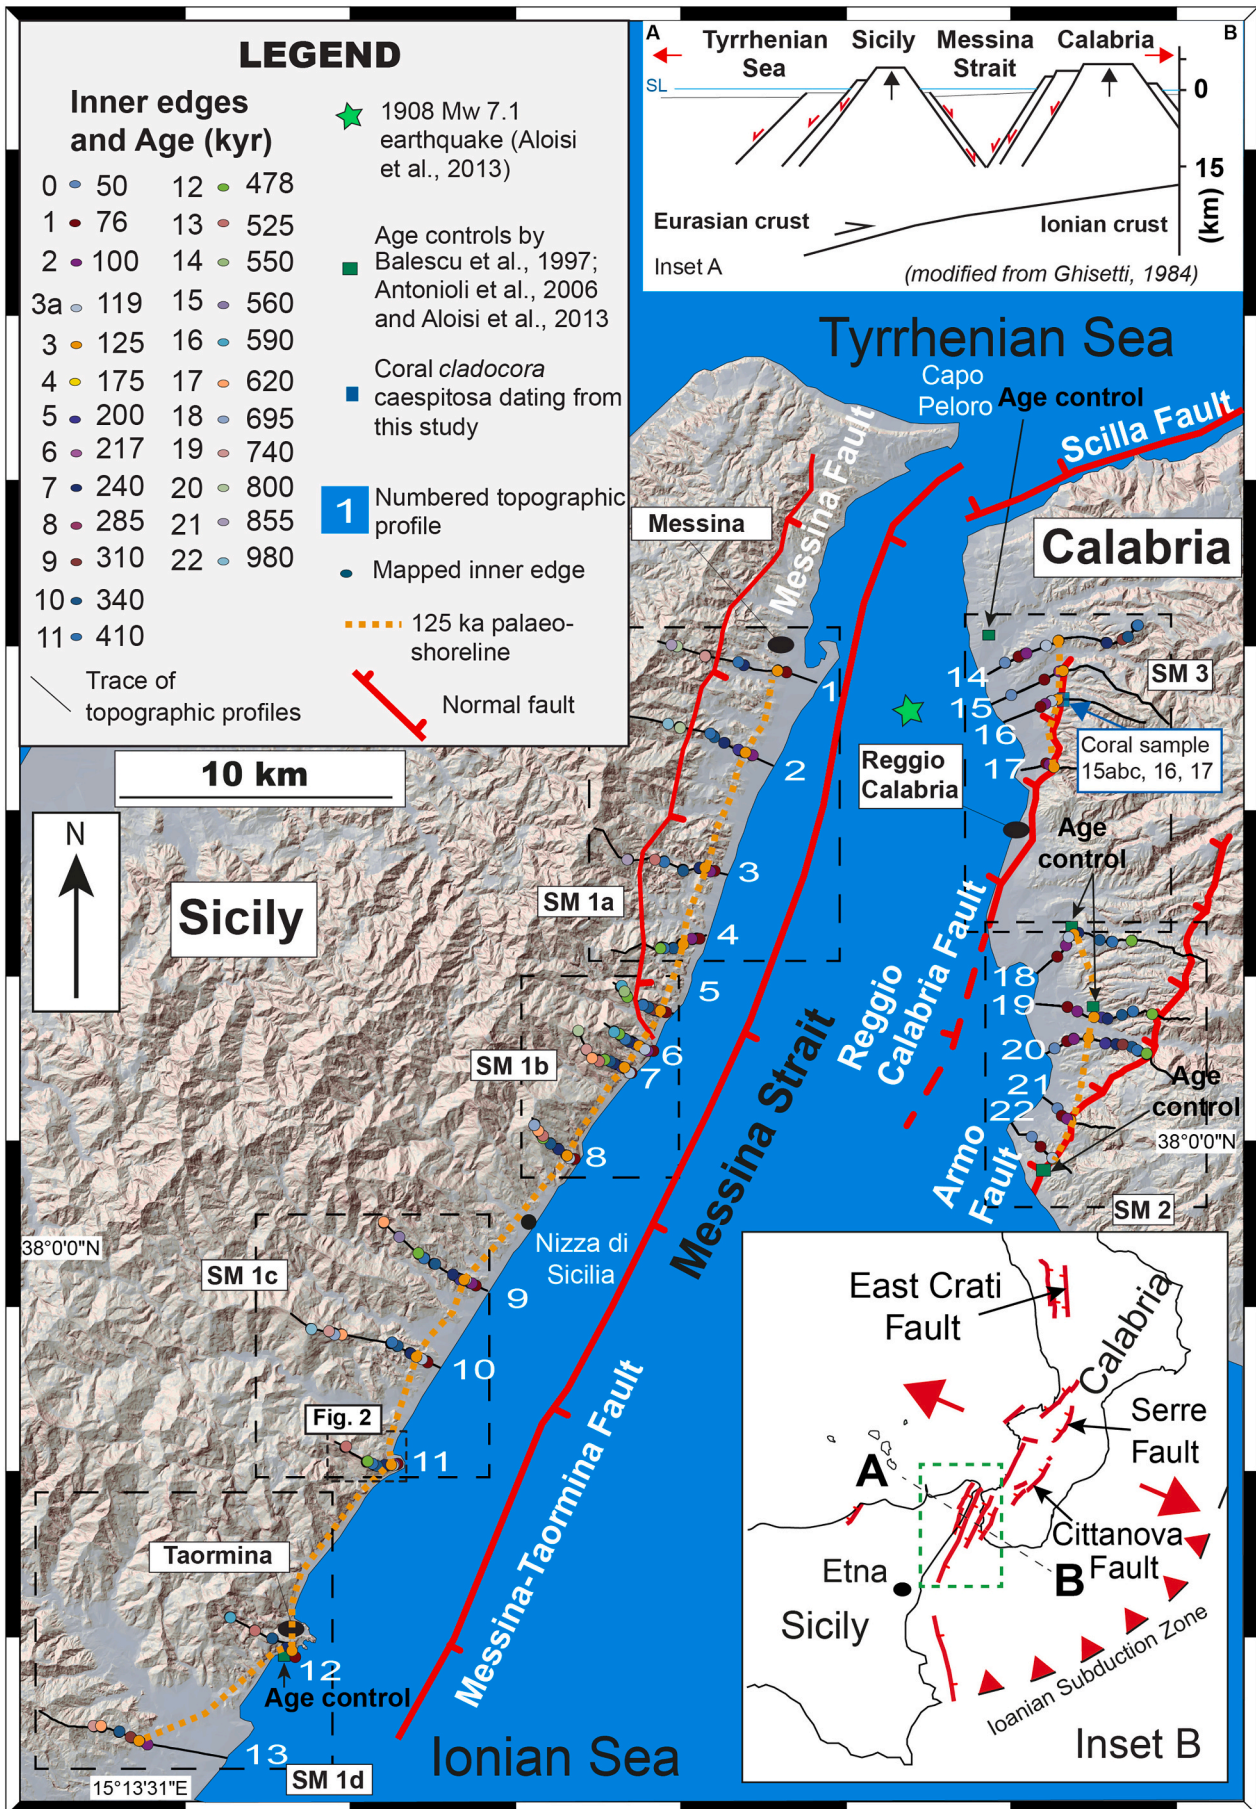 LEGEND
Inner edges
and Age (kyr)
0 50
1 76
2 100
3a 119
3 125
4 175
5 200
6 217
7 240
8 285
9 310
10 340
11 410
12 478
13 525
14 550
15 560
16 590
17 620
18 695
19 740
20 800
21 855
22 980
Trace of
topographic profiles
1908 Mw 7.1
earthquake (Aloisi
et al., 2013)
Age controls by
Balescu et al., 1997;
Antonioli et al., 2006
and Aloisi et al., 2013
Coral cladocora
caespitosa dating from
this study
1
Numbered topographic
profile
Mapped inner edge
125 ka palaeo-
shoreline
Normal fault
A
B
Tyrrhenian
Sea
Sicily
Messina
Strait
Calabria
SL
0
15
(km)
Eurasian crust
Ionian crust
Inset A
(modified from Ghisetti, 1984)
Tyrrhenian Sea
Capo
Peloro
Age control
Scilla Fault
Messina Fault
Messina
Calabria
SM 3
1
14
15
16
17
Coral sample
15abc, 16, 17
Reggio
Calabria
2
10 km
N
Sicily
3
SM 1a
4
Age
control
Reggio
Calabria Fault
5
18
19
20
21
22
SM 1b
6
7
8
Messina Strait
Age
control
38°0'0"N
Armo
Fault
SM 2
38°0'0"N
Nizza di
Sicilia
SM 1c
9
10
Fig. 2
11
Messina-Taormina Fault
Taormina
12
Age control
13
SM 1d
15°13'31"E
Ionian Sea
East Crati
Fault
Calabria
Serre
Fault
A
Cittanova
Fault
B
Etna
Sicily
Ioanian Subduction Zone
Inset B